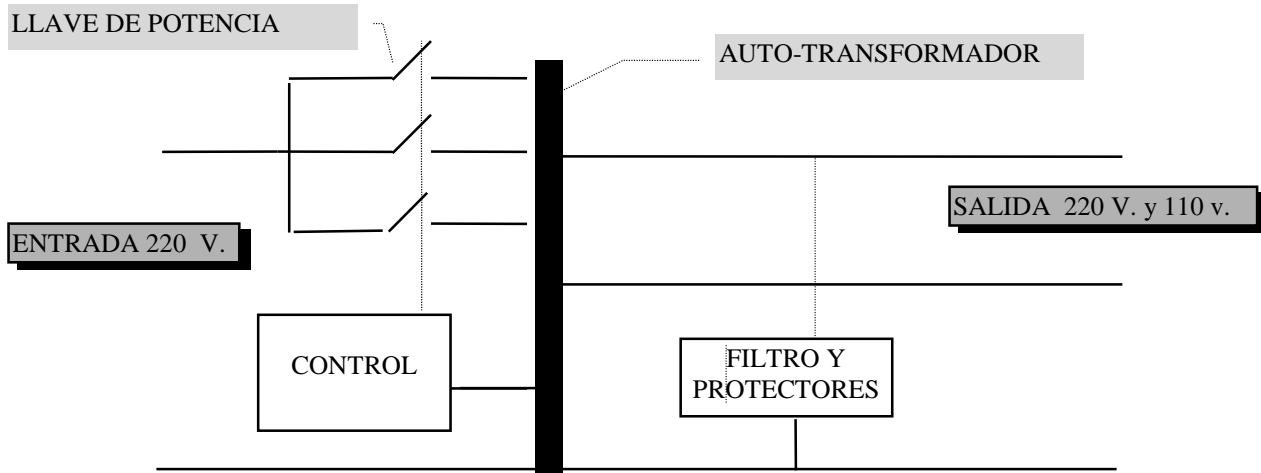 LLAVE DE POTENCIA
AUTO-TRANSFORMADOR
SALIDA 220 V. y 110 v.
ENTRADA 220 V.
CONTROL
FILTRO Y
PROTECTORES